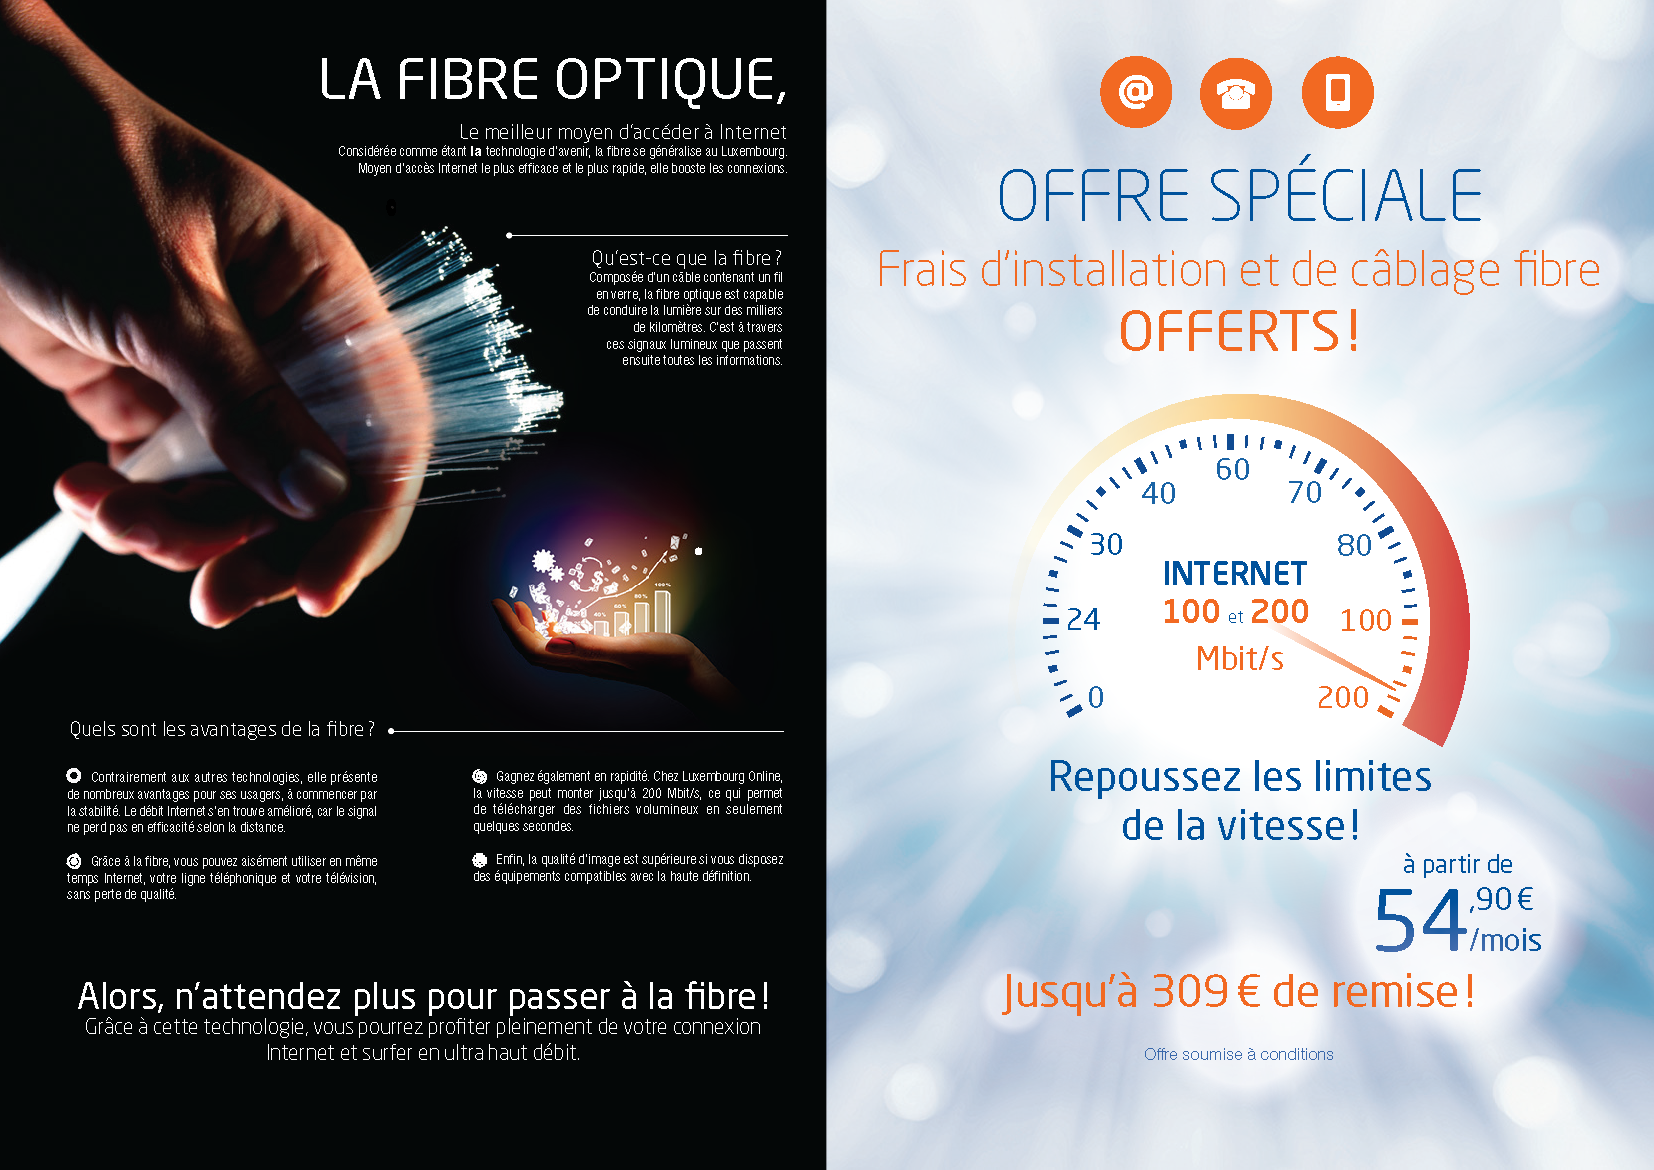 LA FIBRE OPTIQUE,
Le meilleur moyen d'accéder à Internet
Considérée comme étant la technologie d'avenir, la fibre se généralise au Luxembourg.
Moyen d'accès Internet le plus efficace et le plus rapide, elle booste les connexions.
Qu'est-ce que la fibre ?
Composée d'un câble contenant un fil
en verre, la fibre optique est capable
de conduire la lumière sur des milliers
de kilomètres. C'est à travers
ces signaux lumineux que passent
ensuite toutes les informations.
40% 60% 80% 100%
Quels sont les avantages de la fibre ?
Contrairement aux autres technologies, elle présente
de nombreux avantages pour ses usagers, à commencer par
la stabilité. Le débit Internet s'en trouve amélioré, car le signal
ne perd pas en efficacité selon la distance.
Grâce à la fibre, vous pouvez aisément utiliser en même
temps Internet, votre ligne téléphonique et votre télévision,
sans perte de qualité.
Gagnez également en rapidité. Chez Luxembourg Online,
la vitesse peut monter jusqu'à 200 Mbit/s, ce qui permet
de télécharger des fichiers volumineux en seulement
quelques secondes.
Enfin, la qualité d'image est supérieure si vous disposez
des équipements compatibles avec la haute définition.
Alors, n'attendez plus pour passer à la fibre !
Grâce à cette technologie, vous pourrez profiter pleinement de votre connexion
Internet et surfer en ultra haut débit.
@
OFFRE SPÉCIALE
Frais d'installation et de câblage fibre
OFFERTS !
0
24
30
40
60
70
80
100
200
INTERNET
100 et 200
Mbit/s
Repoussez les limites
de la vitesse !
à partir de
54,90 €
/mois
Jusqu'à 309 € de remise !
Offre soumise à conditions